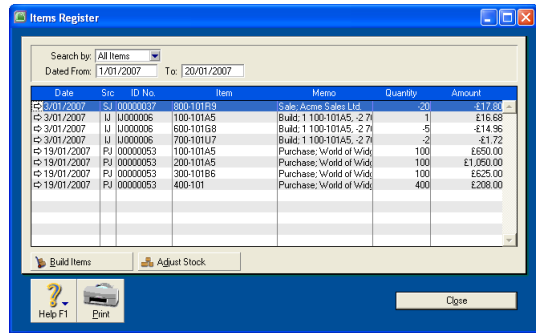 Items Register
Search by: All Items
Dated From: 1/01/2007 To: 20/01/2007
Date Src ID No. Item Memo Quantity Amount
3/01/2007 SJ 00000037 800-101R9 Sale; Acme Sales Ltd. -20 -£17.80
3/01/2007 IJ IJ000006 100-101A5 Build; 1 100-101A5, -2 7 1 £16.68
3/01/2007 IJ IJ000006 600-101G8 Build; 1 100-101A5, -2 7 -5 -£14.96
3/01/2007 IJ IJ000006 700-101U7 Build; 1 100-101A5, -2 7 -2 -£1.72
19/01/2007 PJ 00000053 100-101A5 Purchase; World of Widg 100 £650.00
19/01/2007 PJ 00000053 200-101A5 Purchase; World of Widg 100 £1,050.00
19/01/2007 PJ 00000053 300-101B6 Purchase; World of Widg 100 £625.00
19/01/2007 PJ 00000053 400-101 Purchase; World of Widg 400 £208.00
Build Items Adjust Stock
Help F1 Print Close